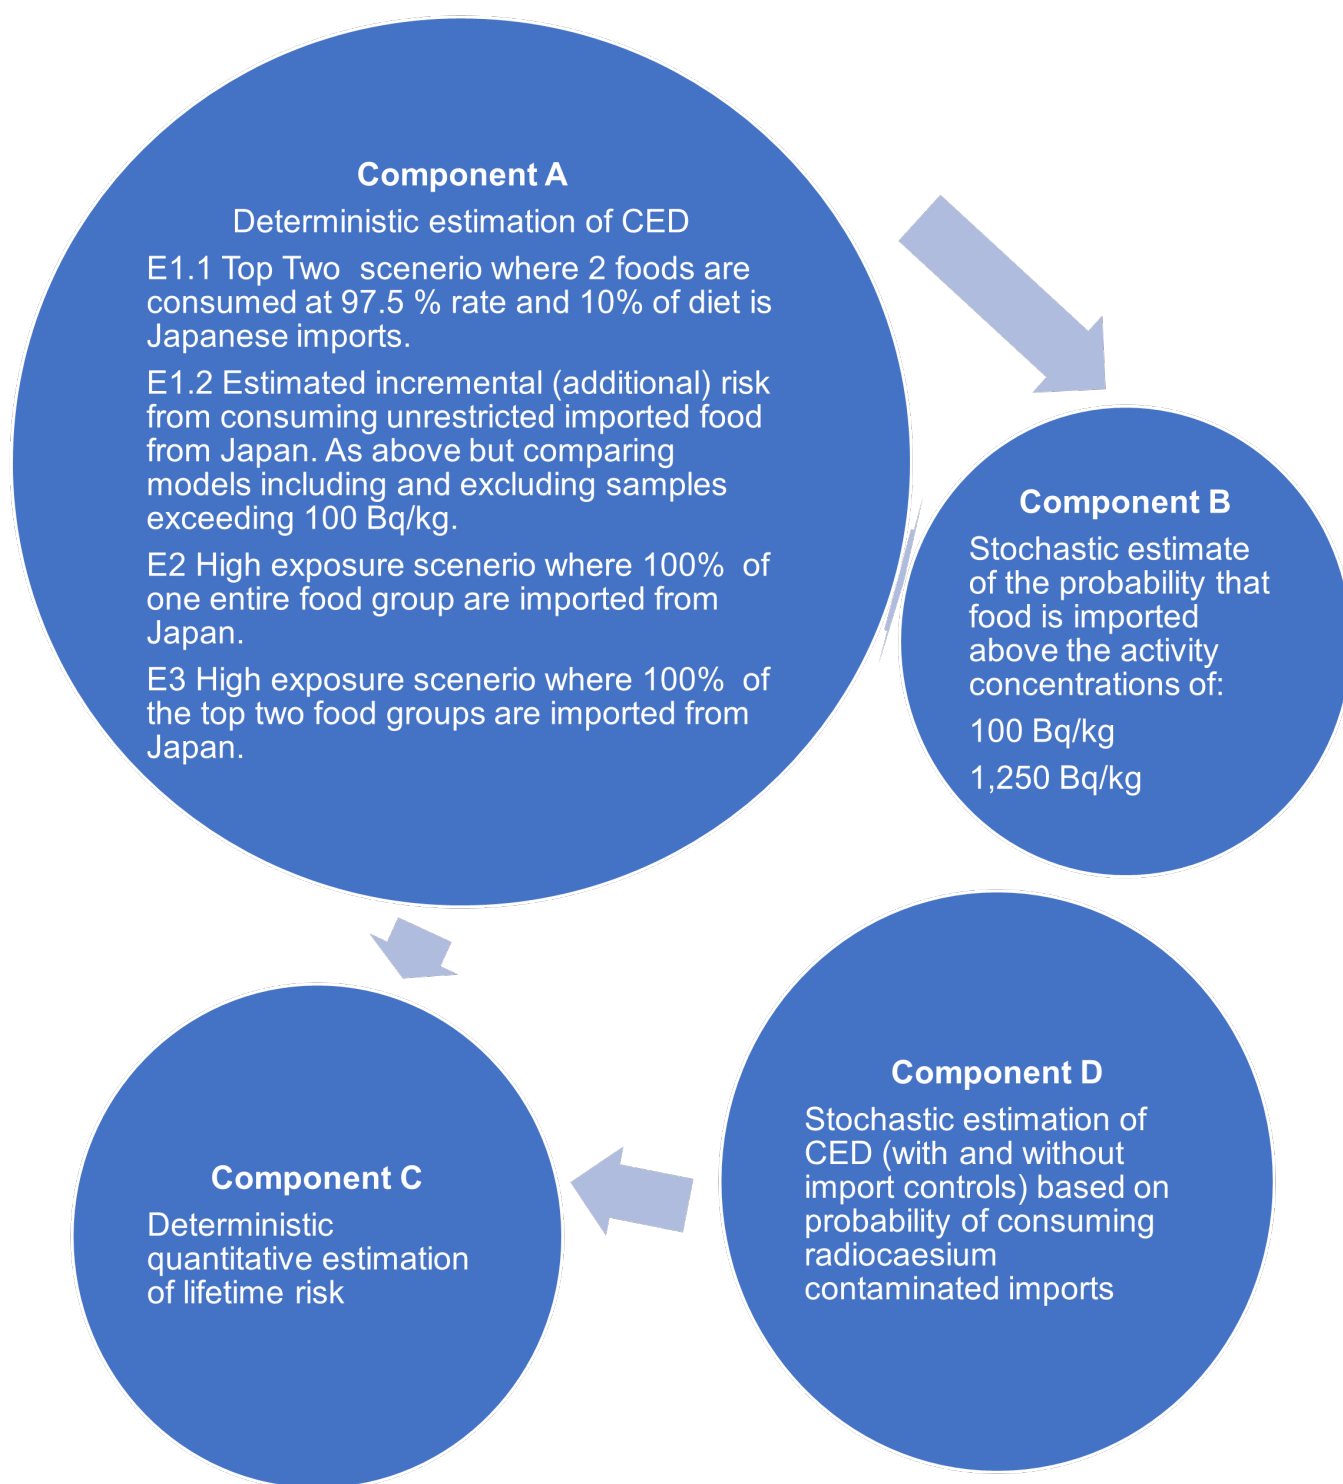 Component A
Deterministic estimation of CED
E1.1 Top Two  scenerio where 2 foods are
consumed at 97.5 % rate and 10% of diet is
Japanese imports.
E1.2 Estimated incremental (additional) risk
from consuming unrestricted imported food
from Japan. As above but comparing
models including and excluding samples
exceeding 100 Bq/kg.
E2 High exposure scenerio where 100%  of
one entire food group are imported from
Japan.
E3 High exposure scenerio where 100%  of
the top two food groups are imported from
Japan.
Component B
Stochastic estimate
of the probability that
food is imported
above the activity
concentrations of:
100 Bq/kg
1,250 Bq/kg
Component D
Stochastic estimation of
CED (with and without
import controls) based on
probability of consuming
radiocaesium
contaminated imports
Component C
Deterministic
quantitative estimation
of lifetime risk